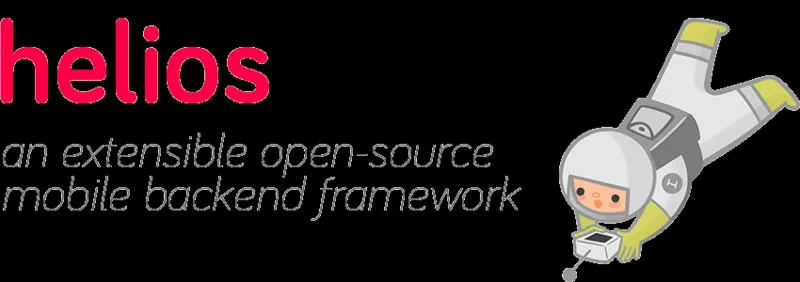 helios
an extensible open-source
mobile backend framework